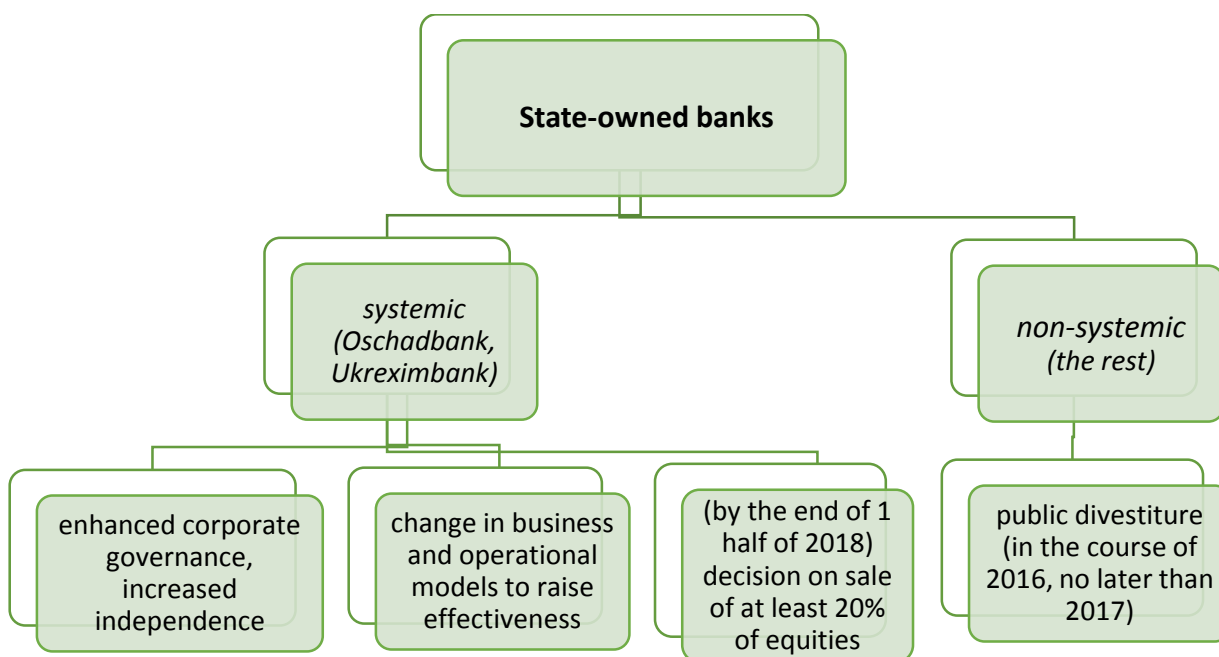 State-owned banks
systemic
(Oschadbank,
Ukreximbank)
non-systemic
(the rest)
enhanced corporate
governance,
increased
independence
change in business
and operational
models to raise
effectiveness
(by the end of 1
half of 2018)
decision on sale
of at least 20%
of equities
public divestiture
(in the course of
2016, no later than
2017)